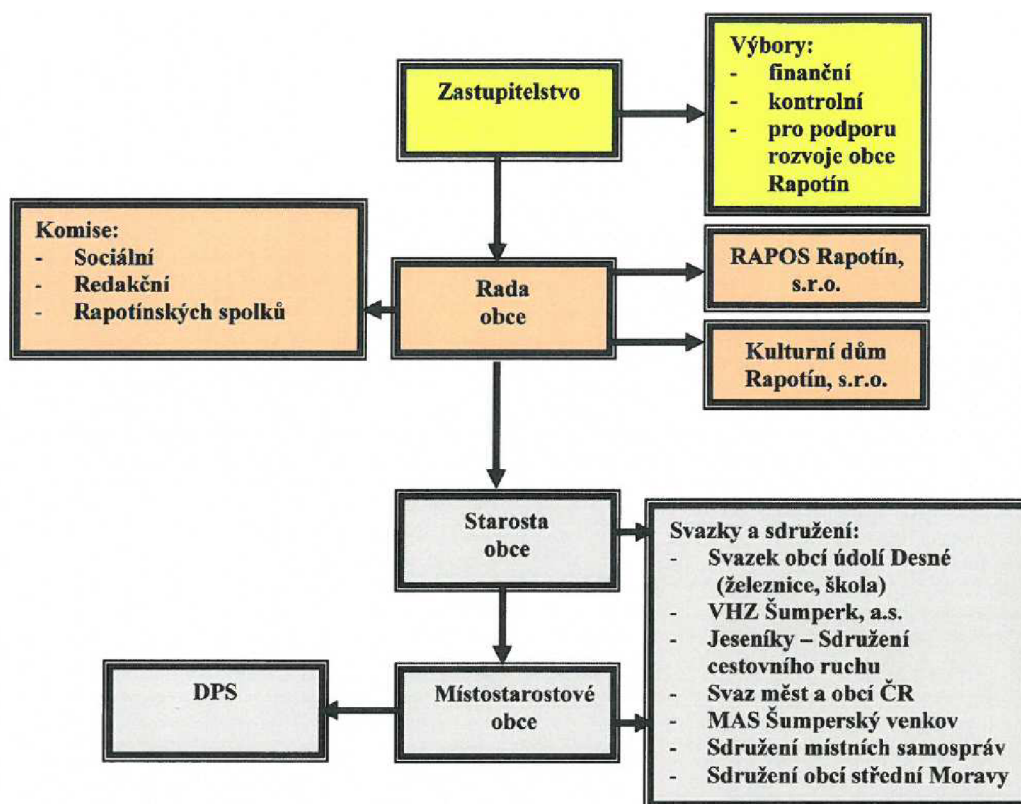 Zastupitelstvo
Výbory:
- finanční
- kontrolní
- pro podporu
rozvoje obce
Rapotín
Komise:
- Sociální
- Redakční
- Rapotínských spolků
Rada
obce
RAPOS Rapotín,
s.r.o.
Kulturní dům
Rapotín, s.r.o.
Starosta
obce
Svazky a sdružení:
- Svazek obcí údolí Desné
(železnice, škola)
- VHZ Šumperk, a.s.
- Jeseníky – Sdružení
cestovního ruchu
- Svaz měst a obcí ČR
- MAS Šumperský venkov
- Sdružení místních samospráv
- Sdružení obcí střední Moravy
DPS
Místostarostové
obce